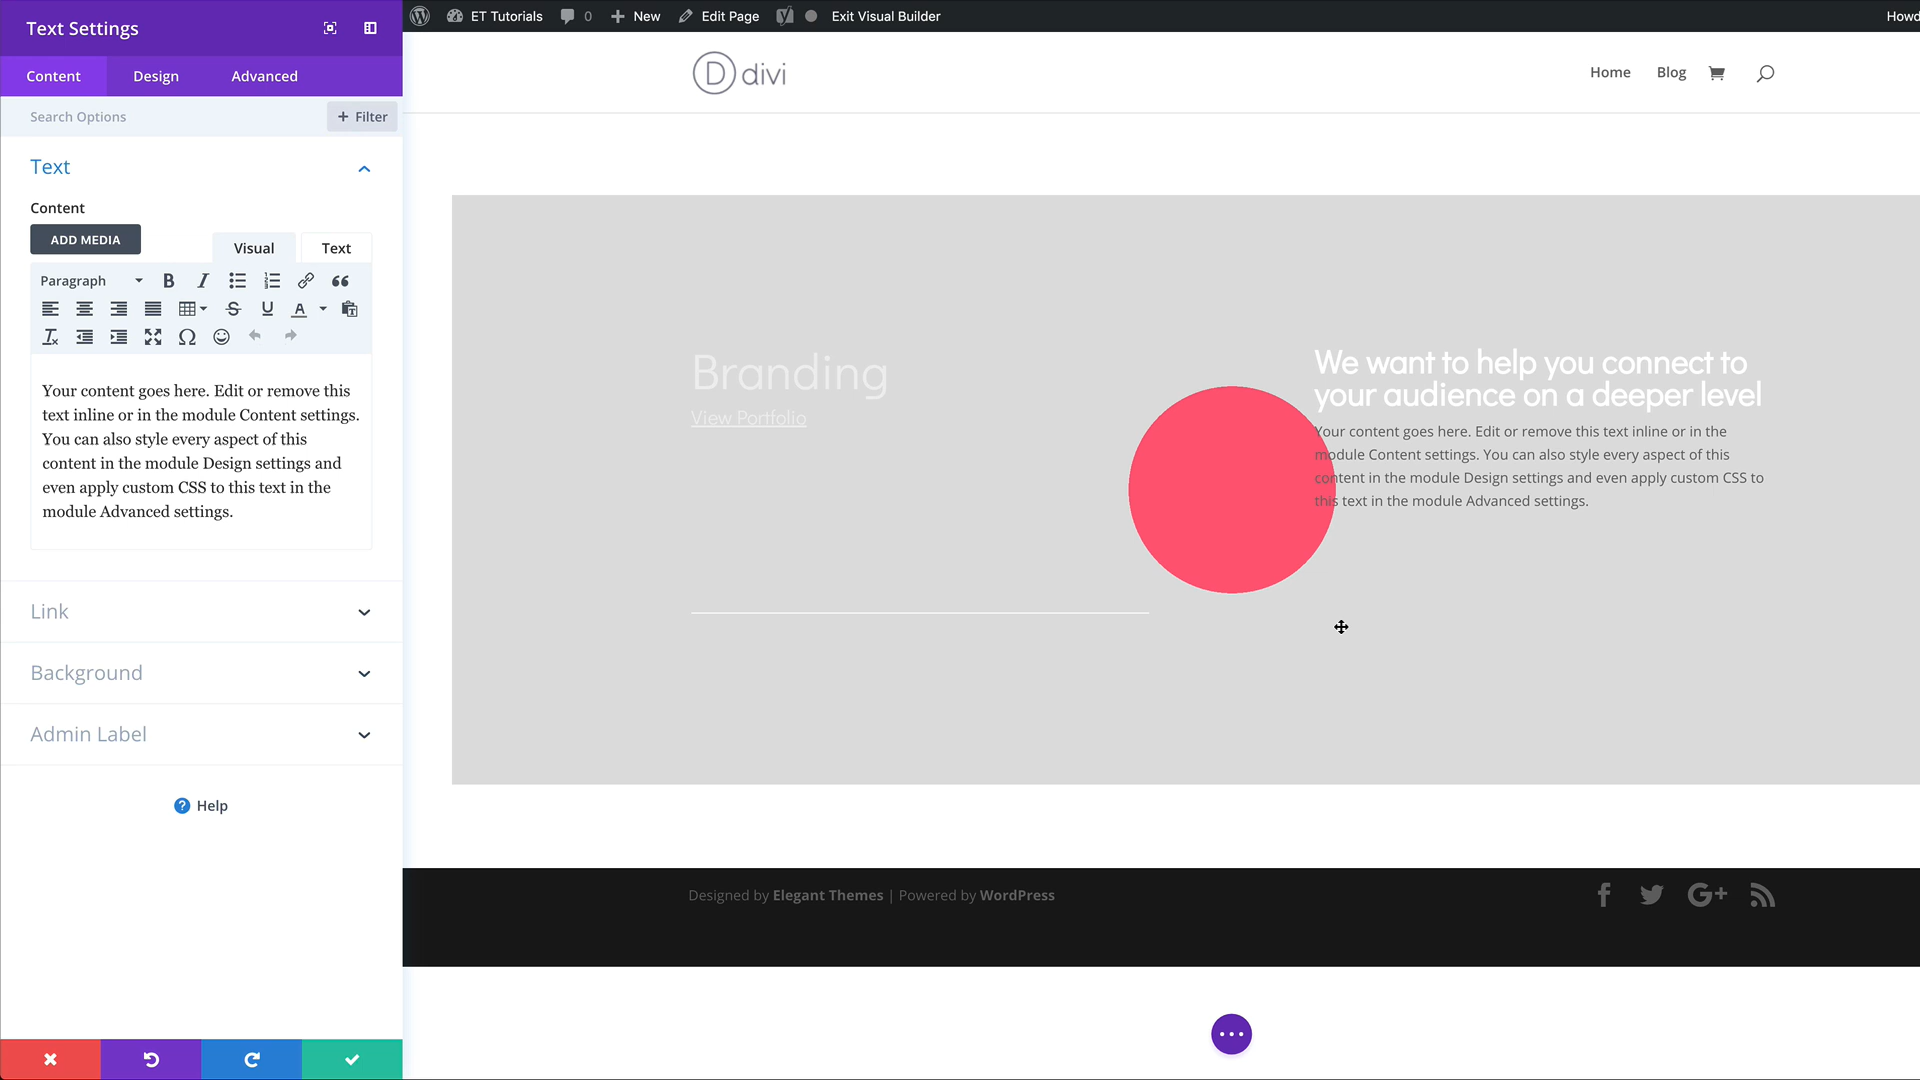 Text Settings
Content Design Advanced
Search Options
+ Filter
Text
Content
ADD MEDIA
Visual Text
Paragraph
Your content goes here. Edit or remove this
text inline or in the module Content settings.
You can also style every aspect of this
content in the module Design settings and
even apply custom CSS to this text in the
module Advanced settings.
Link
Background
Admin Label
Help
ET Tutorials 0 New Edit Page Exit Visual Builder
Howd
D divi
Home Blog
Branding
View Portfolio
We want to help you connect to
your audience on a deeper level
Your content goes here. Edit or remove this text inline or in the
module Content settings. You can also style every aspect of this
content in the module Design settings and even apply custom CSS to
this text in the module Advanced settings.
Designed by Elegant Themes | Powered by WordPress